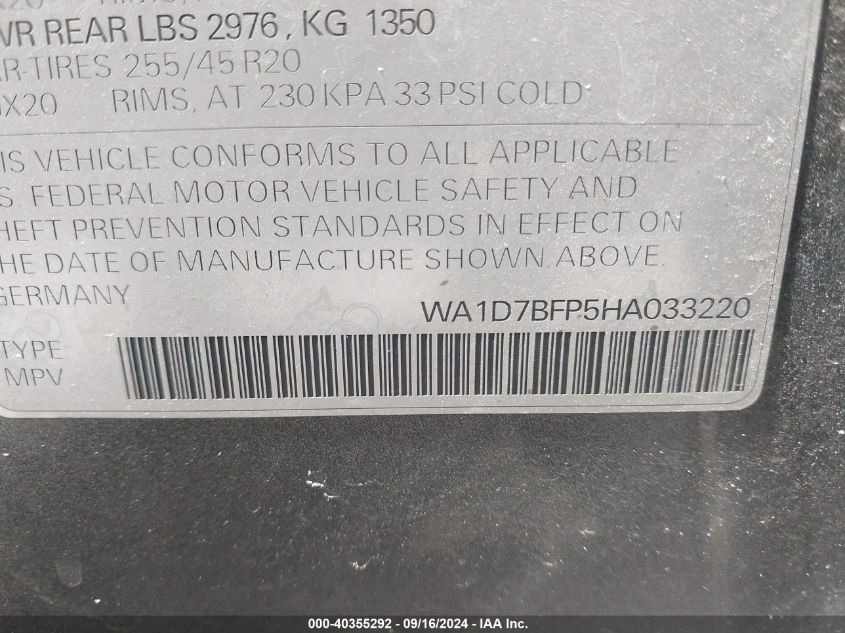 WR REAR LBS 2976, KG 1350
R-TIRES 255/45 R20
X20 RIMS, AT 230 KPA 33 PSI COLD
IS VEHICLE CONFORMS TO ALL APPLICABLE
S. FEDERAL MOTOR VEHICLE SAFETY AND
HEFT PREVENTION STANDARDS IN EFFECT ON
HE DATE OF MANUFACTURE SHOWN ABOVE.
GERMANY WA1D7BFP5HA033220
TYPE
MPV
000-40355292 - 09/16/2024 - IAA Inc.